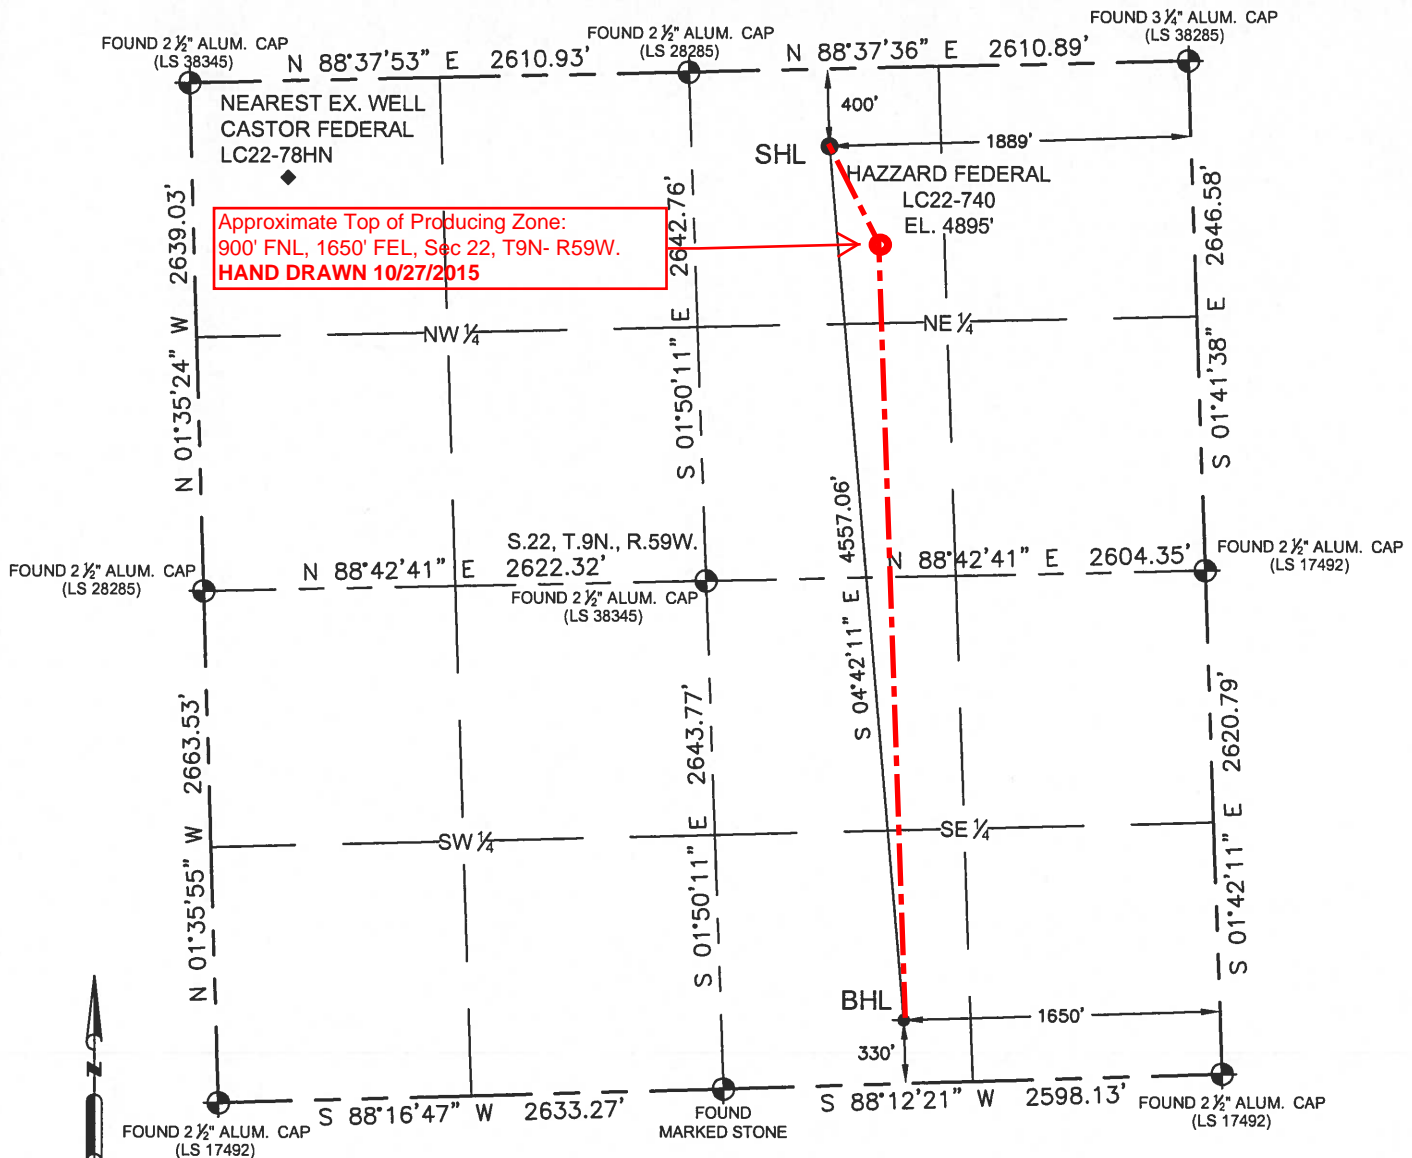 FOUND 2 ½" ALUM. CAP
(LS 38345)
N 88°37'53" E 2610.93'
FOUND 2 ½" ALUM. CAP
(LS 28285)
N 88°37'36" E 2610.89'
FOUND 3 ¼" ALUM. CAP
(LS 38285)
NEAREST EX. WELL
CASTOR FEDERAL
LC22-78HN
400'
1889'
SHL
HAZZARD FEDERAL
LC22-740
EL. 4895'
Approximate Top of Producing Zone:
900' FNL, 1650' FEL, Sec 22, T9N- R59W.
HAND DRAWN 10/27/2015
N 01°35'24" W 2639.03'
S 01°50'11" E 2642.76'
S 01°41'38" E 2646.58'
NW ¼
NE ¼
S 04°42'11" E 4557.06'
S.22, T.9N., R.59W.
FOUND 2 ½" ALUM. CAP
(LS 28285)
N 88°42'41" E 2622.32'
FOUND 2 ½" ALUM. CAP
(LS 38345)
N 88°42'41" E 2604.35'
FOUND 2 ½" ALUM. CAP
(LS 17492)
N 01°35'55" W 2663.53'
S 01°50'11" E 2643.77'
S 01°42'11" E 2620.79'
SW ¼
SE ¼
BHL
1650'
330'
N
S 88°16'47" W 2633.27'
S 88°12'21" W 2598.13'
FOUND 2 ½" ALUM. CAP
(LS 17492)
FOUND
MARKED STONE
FOUND 2 ½" ALUM. CAP
(LS 17492)